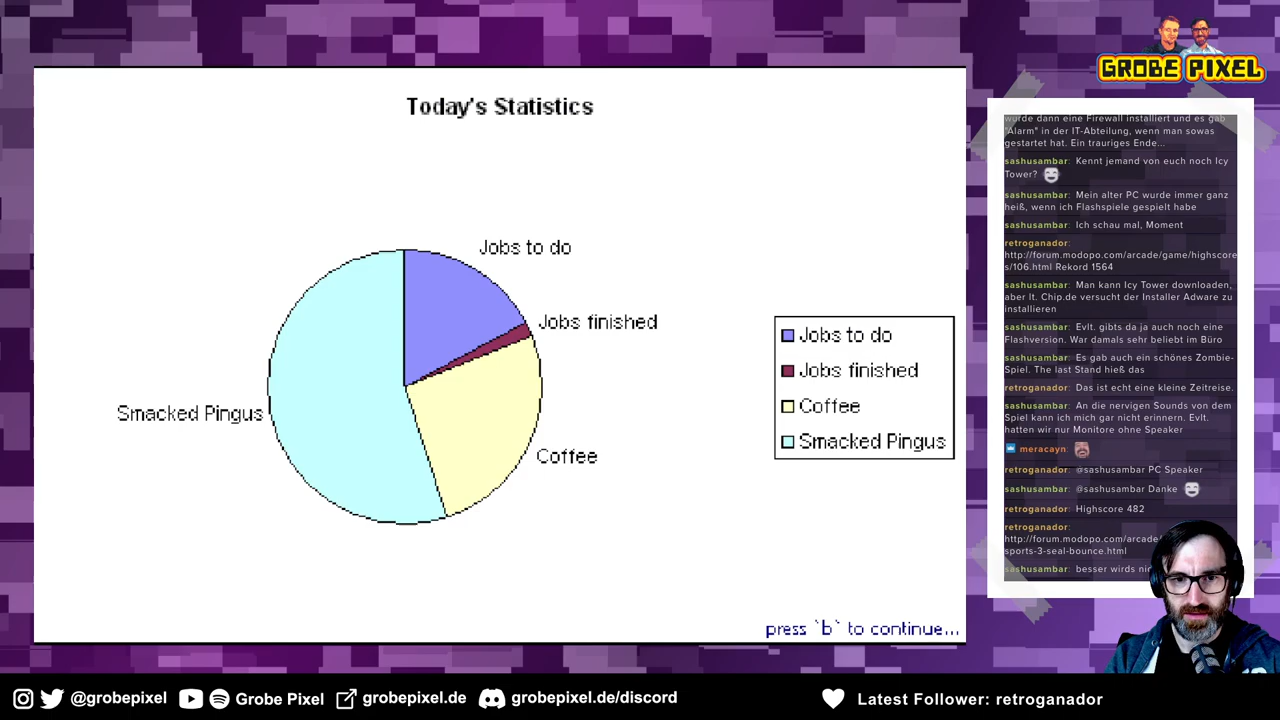 GROBE PIXEL
Today's Statistics
Jobs to do
Jobs finished
Smacked Pingus
Coffee
Jobs to do
Jobs finished
Coffee
Smacked Pingus
press `b` to continue...
wurde dann eine Firewall installiert und es gab
"Alarm" in der IT-Abteilung, wenn man sowas
gestartet hat. Ein trauriges Ende...
sashusambar: Kennt jemand von euch noch Icy
Tower?
sashusambar: Mein alter PC wurde immer ganz
heiß, wenn ich Flashspiele gespielt habe
sashusambar: Ich schau mal, Moment
retroganador:
http://forum.modopo.com/arcade/game/highscore
s/106.html Rekord 1564
sashusambar: Man kann Icy Tower downloaden,
aber lt. Chip.de versucht der Installer Adware zu
installieren
sashusambar: Evlt. gibts da ja auch noch eine
Flashversion. War damals sehr beliebt im Büro
sashusambar: Es gab auch ein schönes Zombie-
Spiel. The last Stand hieß das
retroganador: Das ist echt eine kleine Zeitreise.
sashusambar: An die nervigen Sounds von dem
Spiel kann ich mich gar nicht erinnern. Evlt.
hatten wir nur Monitore ohne Speaker
meracayn:
retroganador: @sashusambar PC Speaker
sashusambar: @sashusambar Danke
retroganador: Highscore 482
retroganador:
http://forum.modopo.com/arcade/
sports-3-seal-bounce.html
sashusambar: besser wirds
@grobepixel
Grobe Pixel
grobepixel.de
grobepixel.de/discord
Latest Follower: retroganador